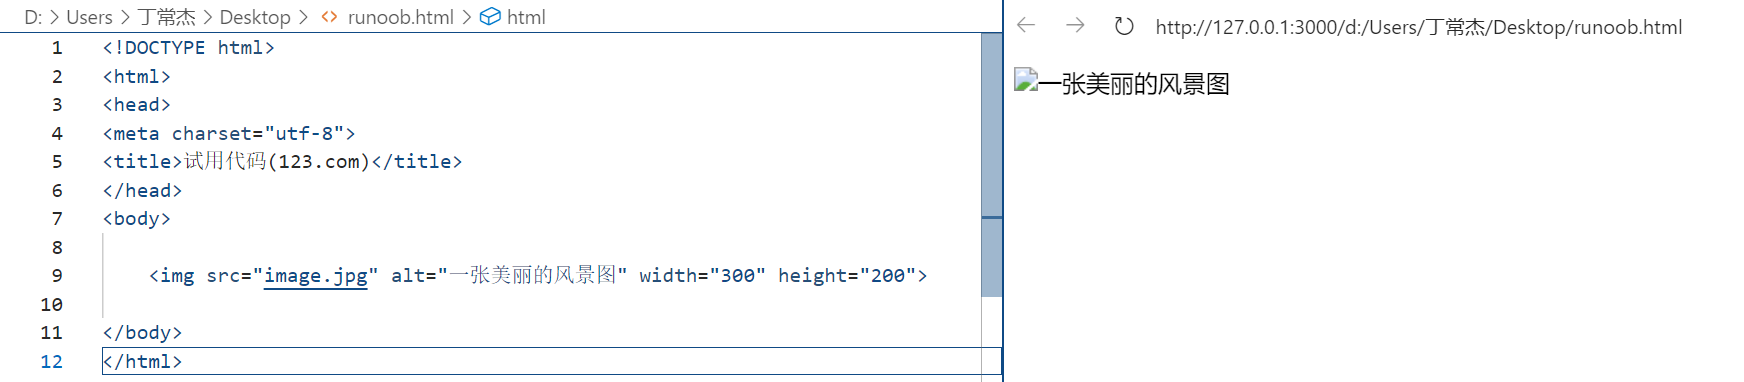 D: > Users > 丁常杰 > Desktop > <> runoob.html > html
1 <!DOCTYPE html>
2 <html>
3 <head>
4 <meta charset="utf-8">
5 <title>试用代码(123.com)</title>
6 </head>
7 <body>
8
9 <img src="image.jpg" alt="一张美丽的风景图" width="300" height="200">
10
11 </body>
12 </html>
http://127.0.0.1:3000/d:/Users/丁常杰/Desktop/runoob.html
一张美丽的风景图